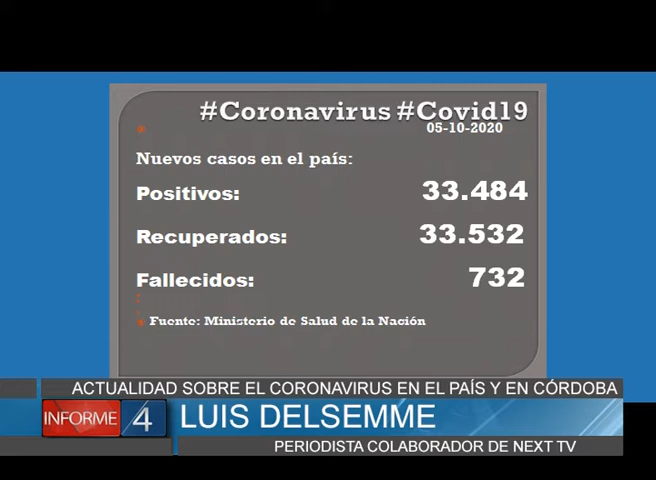 #Coronavirus #Covid19
05-10-2020
Nuevos casos en el país:
Positivos: 33.484
Recuperados: 33.532
Fallecidos: 732
Fuente: Ministerio de Salud de la Nación
ACTUALIDAD SOBRE EL CORONAVIRUS EN EL PAÍS Y EN CÓRDOBA
INFORME 4 LUIS DELSEMME
PERIODISTA COLABORADOR DE NEXT TV